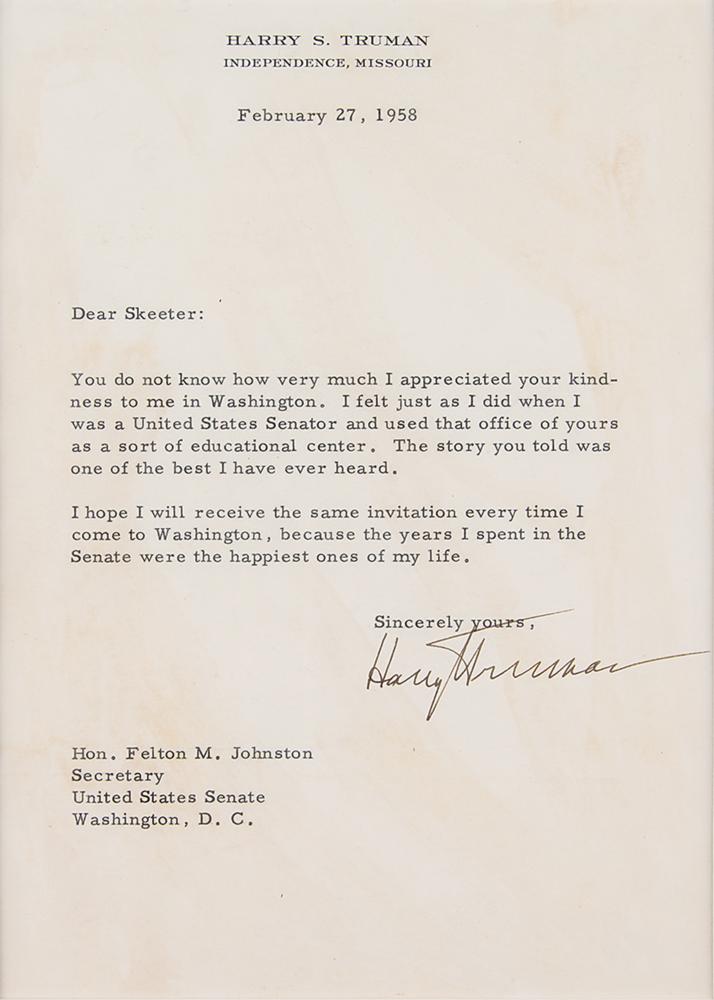 HARRY S. TRUMAN
INDEPENDENCE, MISSOURI
February 27, 1958
Dear Skeeter:
You do not know how very much I appreciated your kind-
ness to me in Washington. I felt just as I did when I
was a United States Senator and used that office of yours
as a sort of educational center. The story you told was
one of the best I have ever heard.
I hope I will receive the same invitation every time I
come to Washington, because the years I spent in the
Senate were the happiest ones of my life.
Sincerely yours,
Harry Truman
Hon. Felton M. Johnston
Secretary
United States Senate
Washington, D. C.